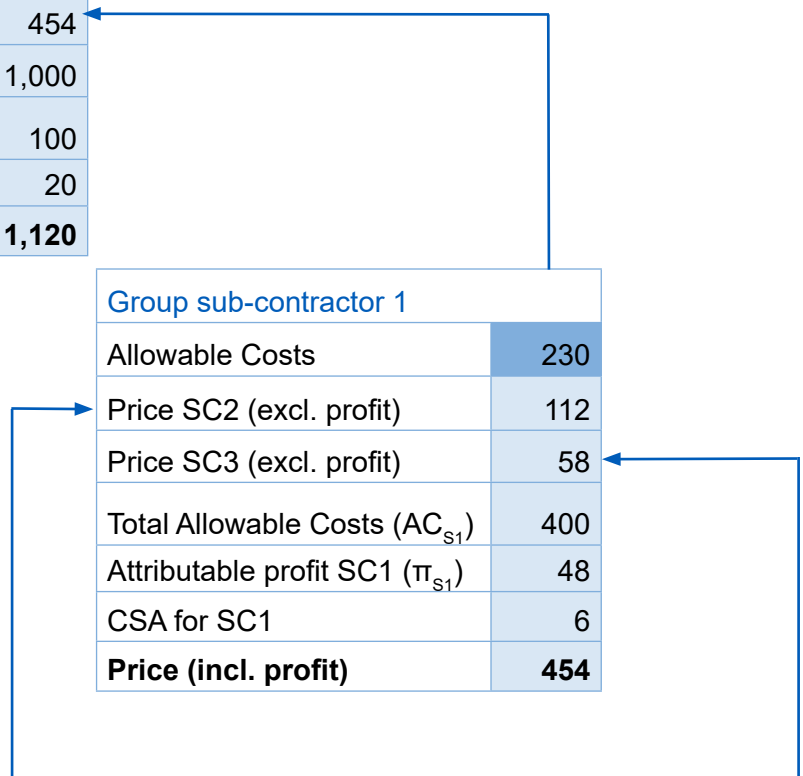 454
1,000
100
20
1,120
Group sub-contractor 1
Allowable Costs 230
Price SC2 (excl. profit) 112
Price SC3 (excl. profit) 58
Total Allowable Costs (AC_S1) 400
Attributable profit SC1 (π_S1) 48
CSA for SC1 6
Price (incl. profit) 454